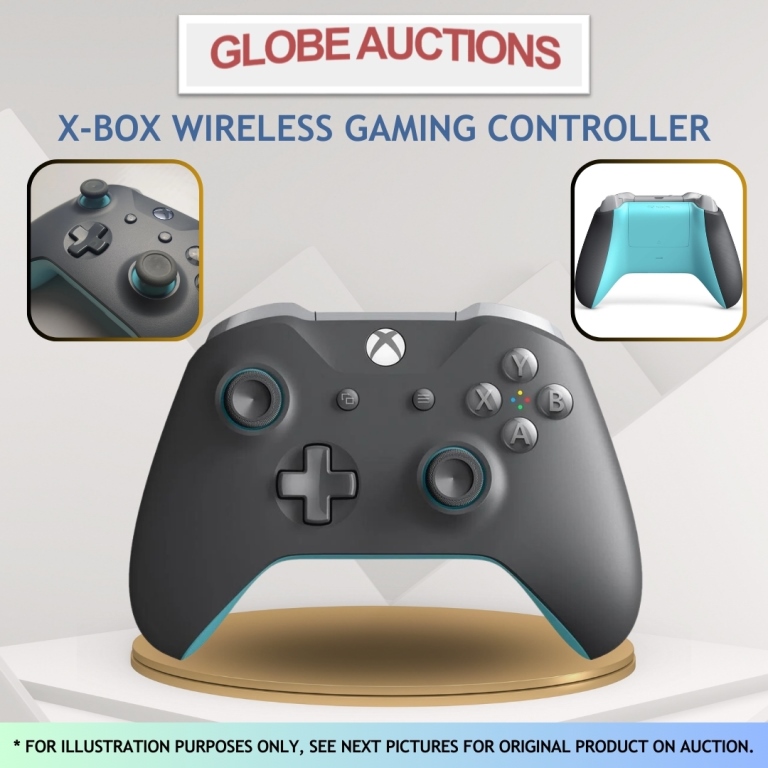 GLOBE AUCTIONS
X-BOX WIRELESS GAMING CONTROLLER
Y
X B
A
* FOR ILLUSTRATION PURPOSES ONLY, SEE NEXT PICTURES FOR ORIGINAL PRODUCT ON AUCTION.